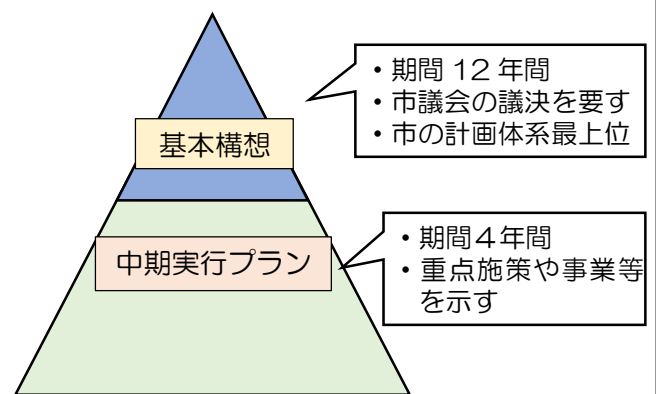 ・期間 12 年間
・市議会の議決を要す
・市の計画体系最上位
基本構想
・期間４年間
・重点施策や事業等
を示す
中期実行プラン